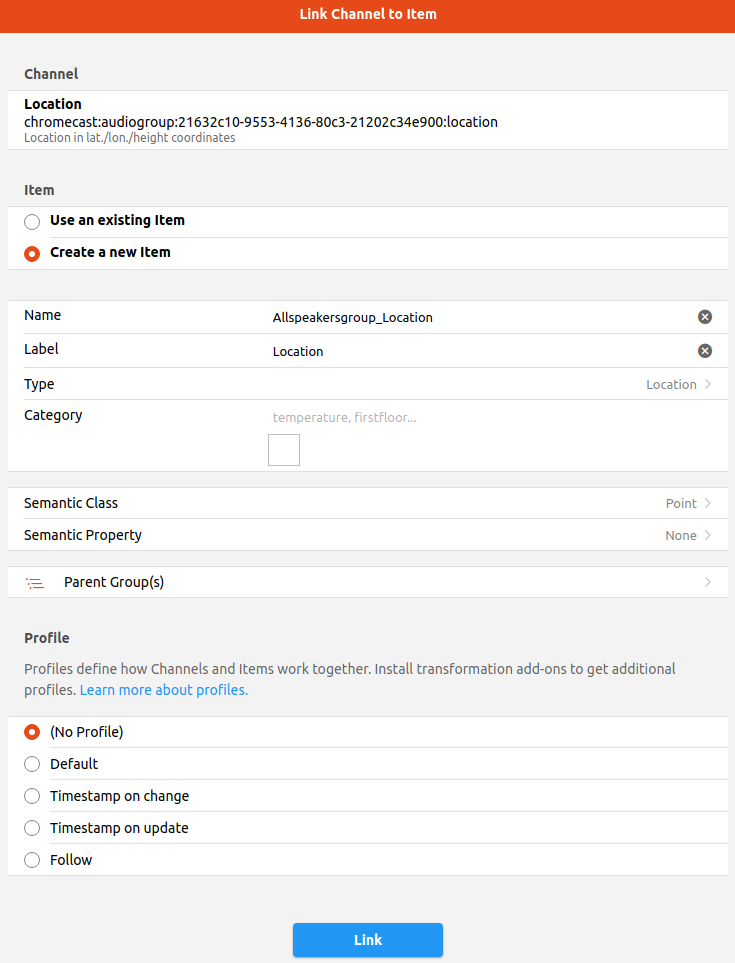 Link Channel to Item
Channel
Location
chromecast:audiogroup:21632c10-9553-4136-80c3-21202c34e900:location
Location in lat./lon./height coordinates
Item
Use an existing Item
Create a new Item
Name Allspeakersgroup_Location
Label Location
Type Location
Category temperature, firstfloor...
Semantic Class Point
Semantic Property None
Parent Group(s)
Profile
Profiles define how Channels and Items work together. Install transformation add-ons to get additional
profiles. Learn more about profiles.
(No Profile)
Default
Timestamp on change
Timestamp on update
Follow
Link